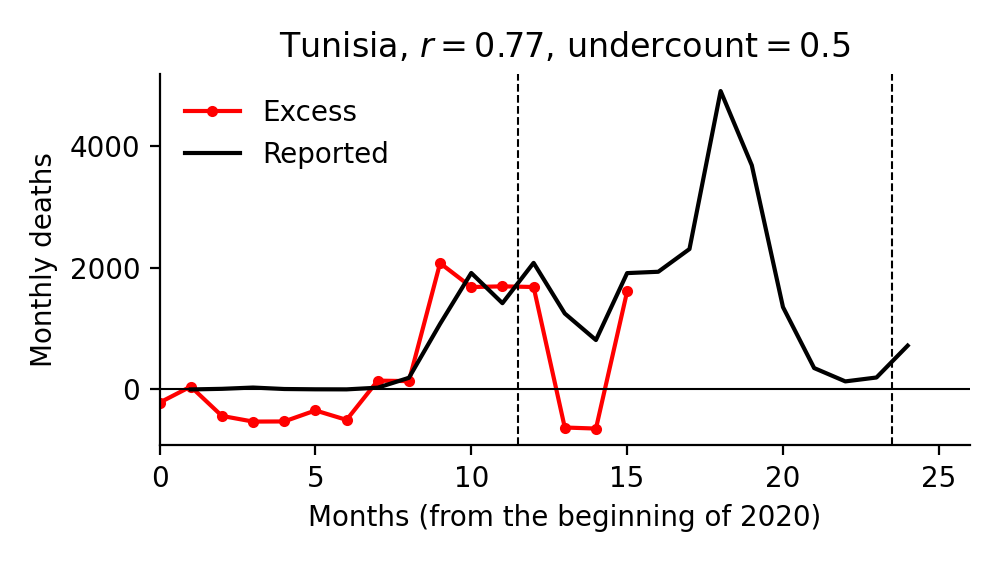 Tunisia, r = 0.77, undercount = 0.5
Excess
Reported
Monthly deaths
4000
2000
0
0 5 10 15 20 25
Months (from the beginning of 2020)